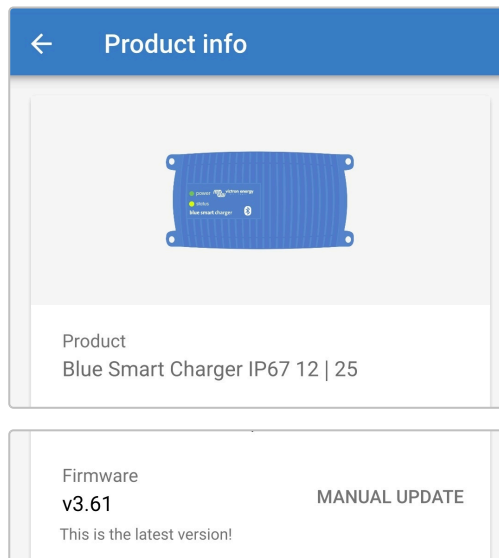 Product info
power victron energy
status
blue smart charger
Product
Blue Smart Charger IP67 12 | 25
Firmware
v3.61
MANUAL UPDATE
This is the latest version!